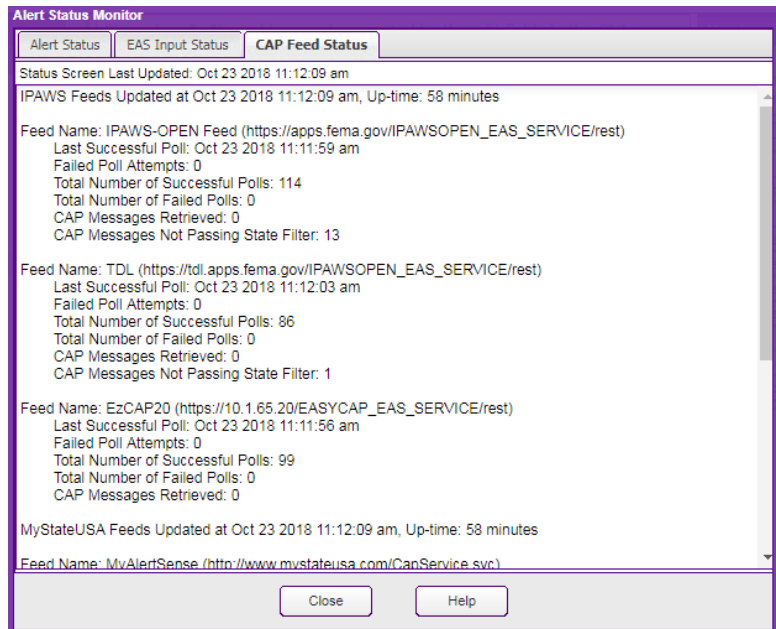 Alert Status Monitor
Alert Status EAS Input Status CAP Feed Status
Status Screen Last Updated: Oct 23 2018 11:12:09 am
IPAWS Feeds Updated at Oct 23 2018 11:12:09 am, Up-time: 58 minutes
Feed Name: IPAWS-OPEN Feed (https://apps.fema.gov/IPAWSOPEN_EAS_SERVICE/rest)
Last Successful Poll: Oct 23 2018 11:11:59 am
Failed Poll Attempts: 0
Total Number of Successful Polls: 114
Total Number of Failed Polls: 0
CAP Messages Retrieved: 0
CAP Messages Not Passing State Filter: 13
Feed Name: TDL (https://tdl.apps.fema.gov/IPAWSOPEN_EAS_SERVICE/rest)
Last Successful Poll: Oct 23 2018 11:12:03 am
Failed Poll Attempts: 0
Total Number of Successful Polls: 86
Total Number of Failed Polls: 0
CAP Messages Retrieved: 0
CAP Messages Not Passing State Filter: 1
Feed Name: EzCAP20 (https://10.1.65.20/EASYCAP_EAS_SERVICE/rest)
Last Successful Poll: Oct 23 2018 11:11:56 am
Failed Poll Attempts: 0
Total Number of Successful Polls: 99
Total Number of Failed Polls: 0
CAP Messages Retrieved: 0
MyStateUSA Feeds Updated at Oct 23 2018 11:12:09 am, Up-time: 58 minutes
Feed Name: MyAlertSense (http://www.mystateusa.com/CapService.svc)
Close Help